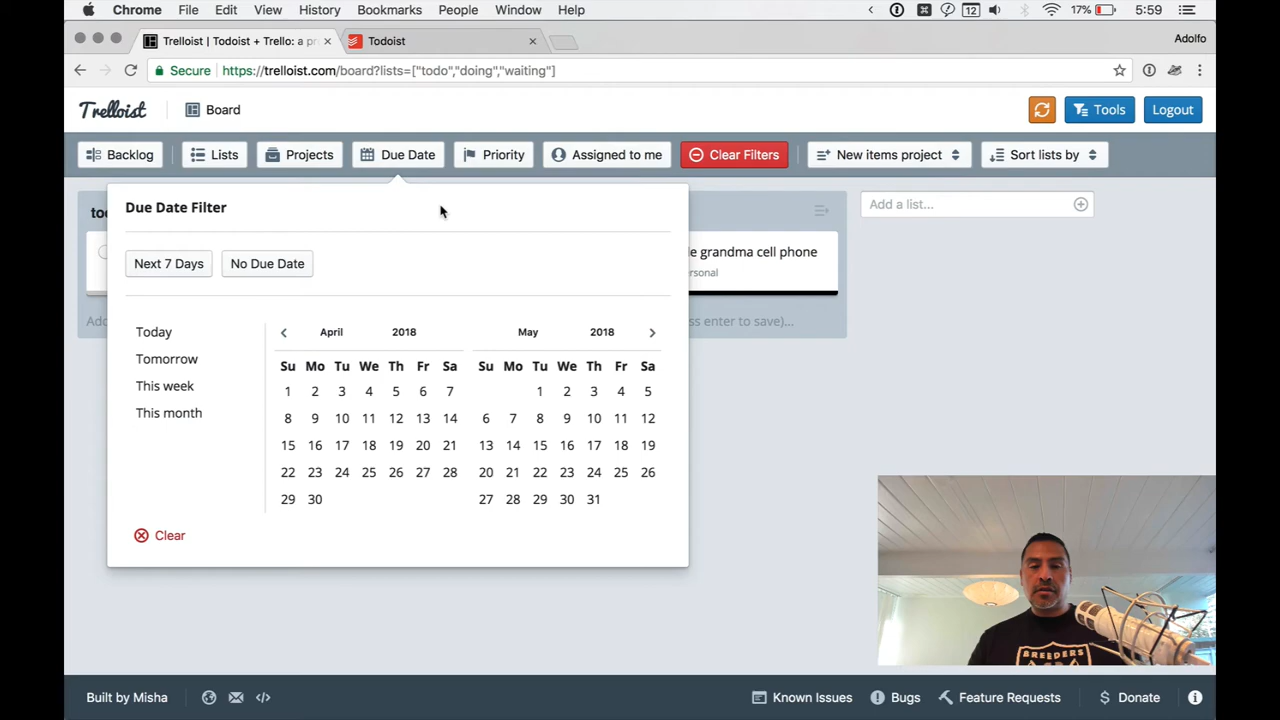 Chrome File Edit View History Bookmarks People Window Help 12 17% 5:59
Trelloist | Todoist + Trello: a pr Todoist Adolfo
Secure https://trelloist.com/board?lists=["todo","doing","waiting"]
Trelloist Board Tools Logout
Backlog Lists Projects Due Date Priority Assigned to me Clear Filters New items project Sort lists by
Due Date Filter
Add a list...
grandma cell phone
Next 7 Days No Due Date
Today
Tomorrow
This week
This month
April 2018
Su Mo Tu We Th Fr Sa
1 2 3 4 5 6 7
8 9 10 11 12 13 14
15 16 17 18 19 20 21
22 23 24 25 26 27 28
29 30
May 2018
Su Mo Tu We Th Fr Sa
1 2 3 4 5
6 7 8 9 10 11 12
13 14 15 16 17 18 19
20 21 22 23 24 25 26
27 28 29 30 31
press enter to save)...
Clear
BREEDERS
Built by Misha Known Issues Bugs Feature Requests $ Donate